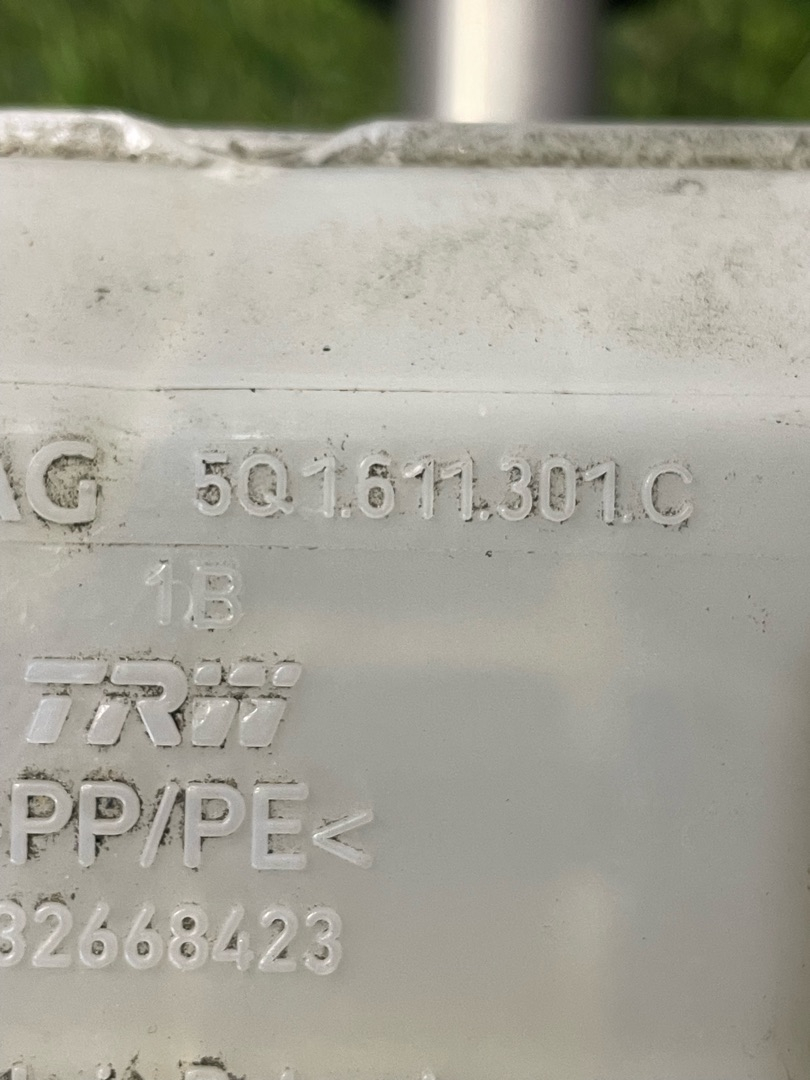 AG 5Q1.611.301.C
1B
TRW
>PP/PE<
32668423